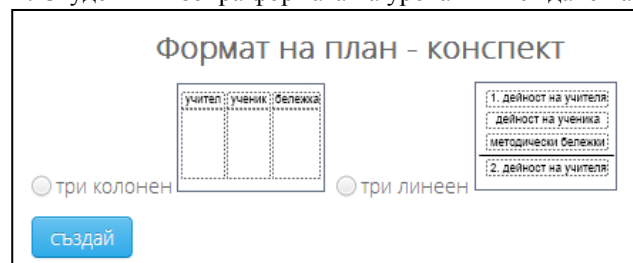 Формат на план - конспект
учител ученик бележка
1. дейност на учителя
дейност на ученика
методически бележки
2. дейност на учителя
три колонен
три линеен
създай